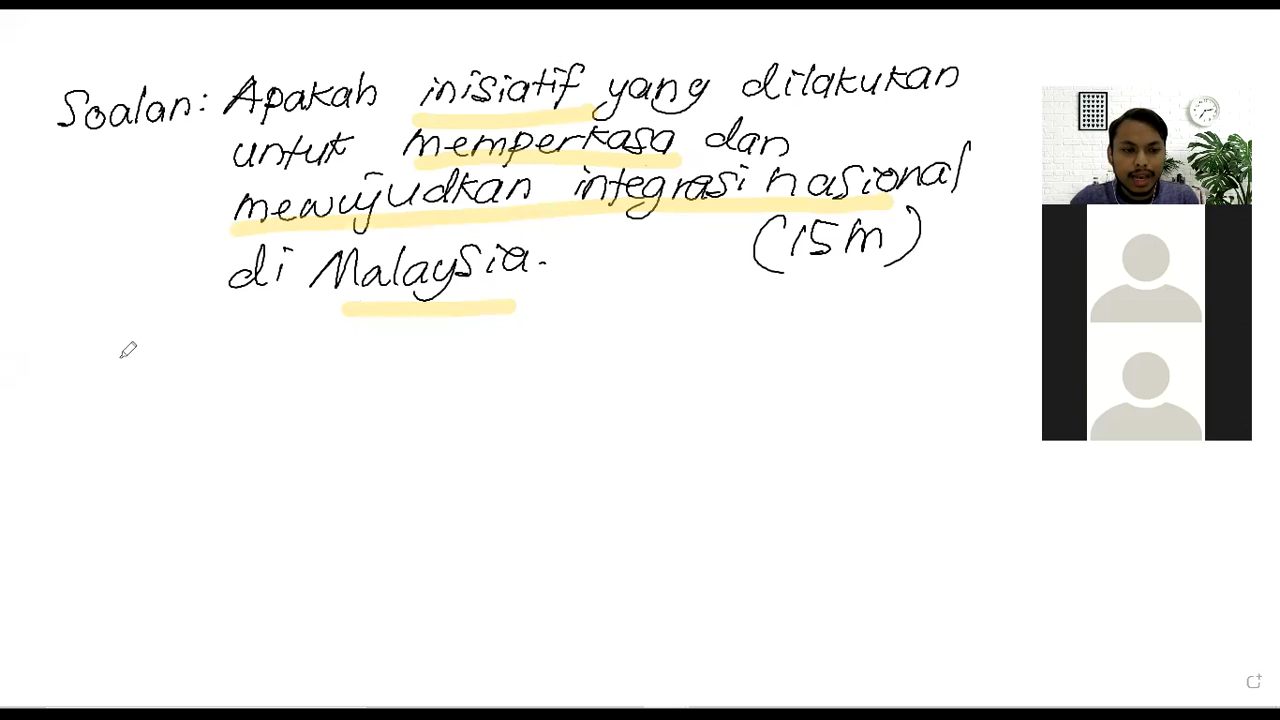 Soalan: Apakah inisiatif yang dilakukan
untuk memperkasa dan
mewujudkan integrasi nasional
di Malaysia. (15m)